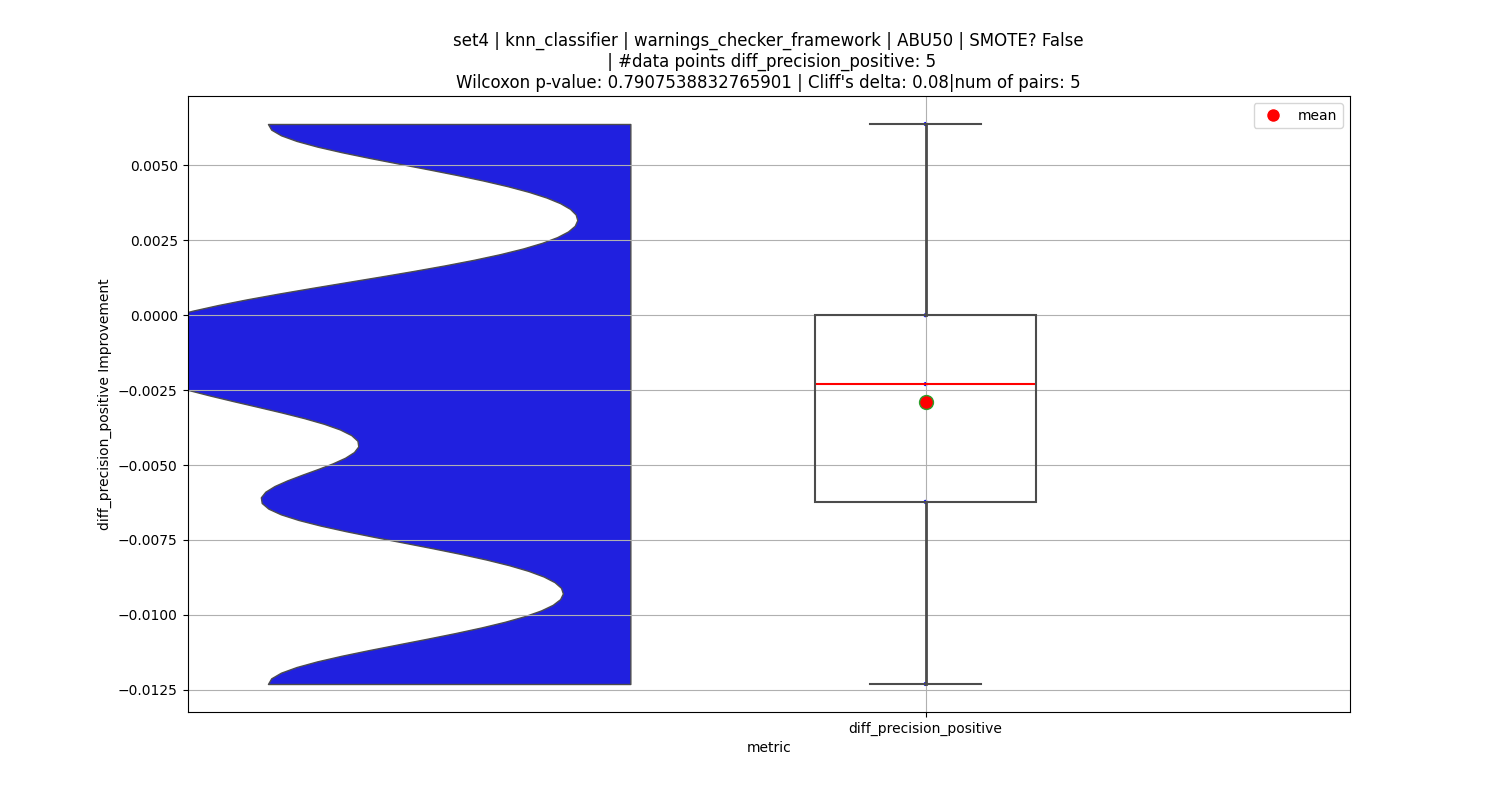 set4 | knn_classifier | warnings_checker_framework | ABU50 | SMOTE? False
| #data points diff_precision_positive: 5
Wilcoxon p-value: 0.7907538832765901 | Cliff's delta: 0.08|num of pairs: 5
mean
0.0050
0.0025
0.0000
−0.0025
−0.0050
−0.0075
−0.0100
−0.0125
diff_precision_positive Improvement
diff_precision_positive
metric